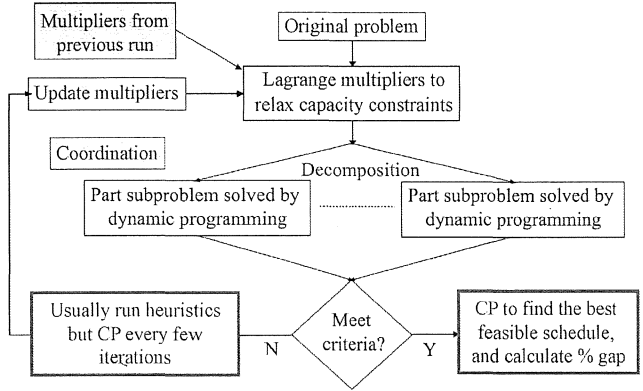 Multipliers from
previous run
Original problem
Update multipliers
Lagrange multipliers to
relax capacity constraints
Coordination
Decomposition
Part subproblem solved by
dynamic programming
Part subproblem solved by
dynamic programming
Usually run heuristics
but CP every few
iterations
N
Meet
criteria?
Y
CP to find the best
feasible schedule,
and calculate % gap